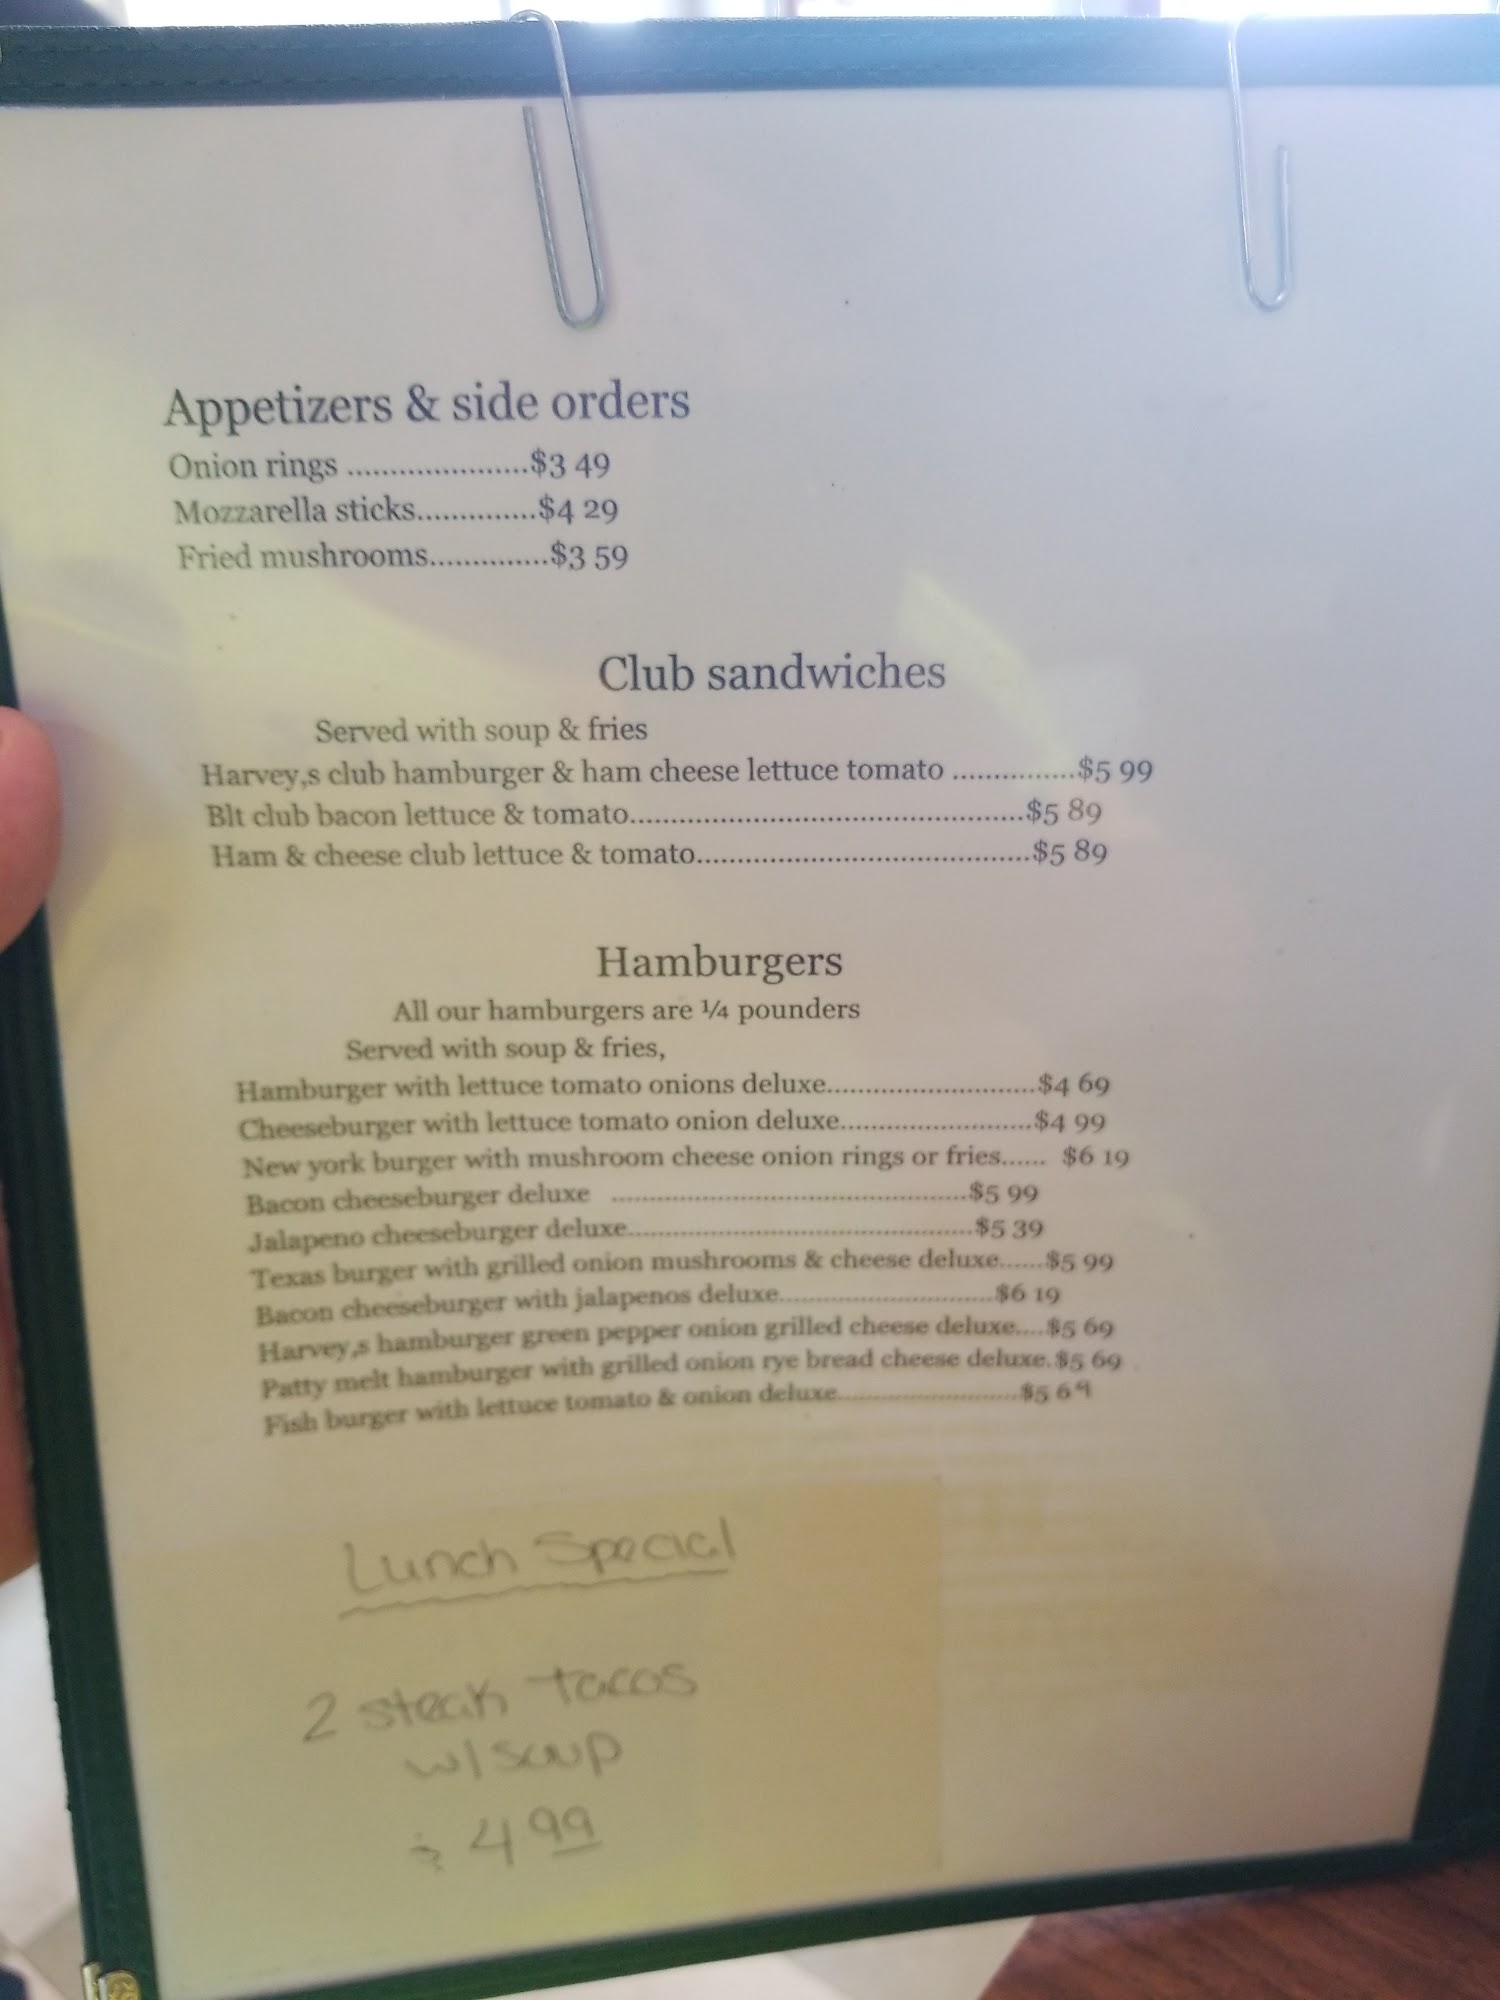 Appetizers & side orders
Onion rings ......................$3 49
Mozzarella sticks..............$4 29
Fried mushrooms..............$3 59
Club sandwiches
Served with soup & fries
Harvey,s club hamburger & ham cheese lettuce tomato ...............$5 99
Blt club bacon lettuce & tomato................................................$5 89
Ham & cheese club lettuce & tomato.........................................$5 89
Hamburgers
All our hamburgers are ¼ pounders
Served with soup & fries,
Hamburger with lettuce tomato onions deluxe..........................$4 69
Cheeseburger with lettuce tomato onion deluxe........................$4 99
New york burger with mushroom cheese onion rings or fries...... $6 19
Bacon cheeseburger deluxe ..............................................$5 99
Jalapeno cheeseburger deluxe.............................................$5 39
Texas burger with grilled onion mushrooms & cheese deluxe......$5 99
Bacon cheeseburger with jalapenos deluxe.............................$6 19
Harvey,s hamburger green pepper onion grilled cheese deluxe....$5 69
Patty melt hamburger with grilled onion rye bread cheese deluxe.$5 69
Fish burger with lettuce tomato & onion deluxe.........................$5 69
Lunch Special
2 steak tacos
w/soup
$ 4 99